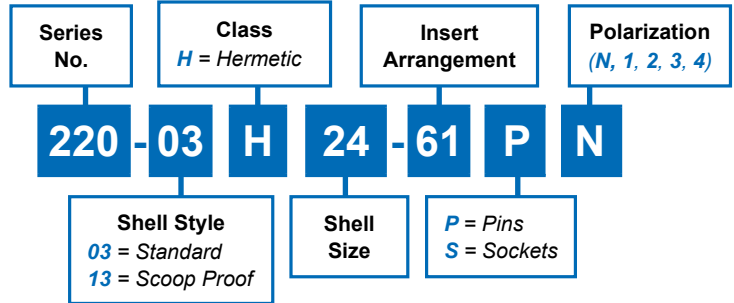 Series
No.
Class
H = Hermetic
Insert
Arrangement
Polarization
(N, 1, 2, 3, 4)
220 - 03 H 24 - 61 P N
Shell Style
03 = Standard
13 = Scoop Proof
Shell
Size
P = Pins
S = Sockets